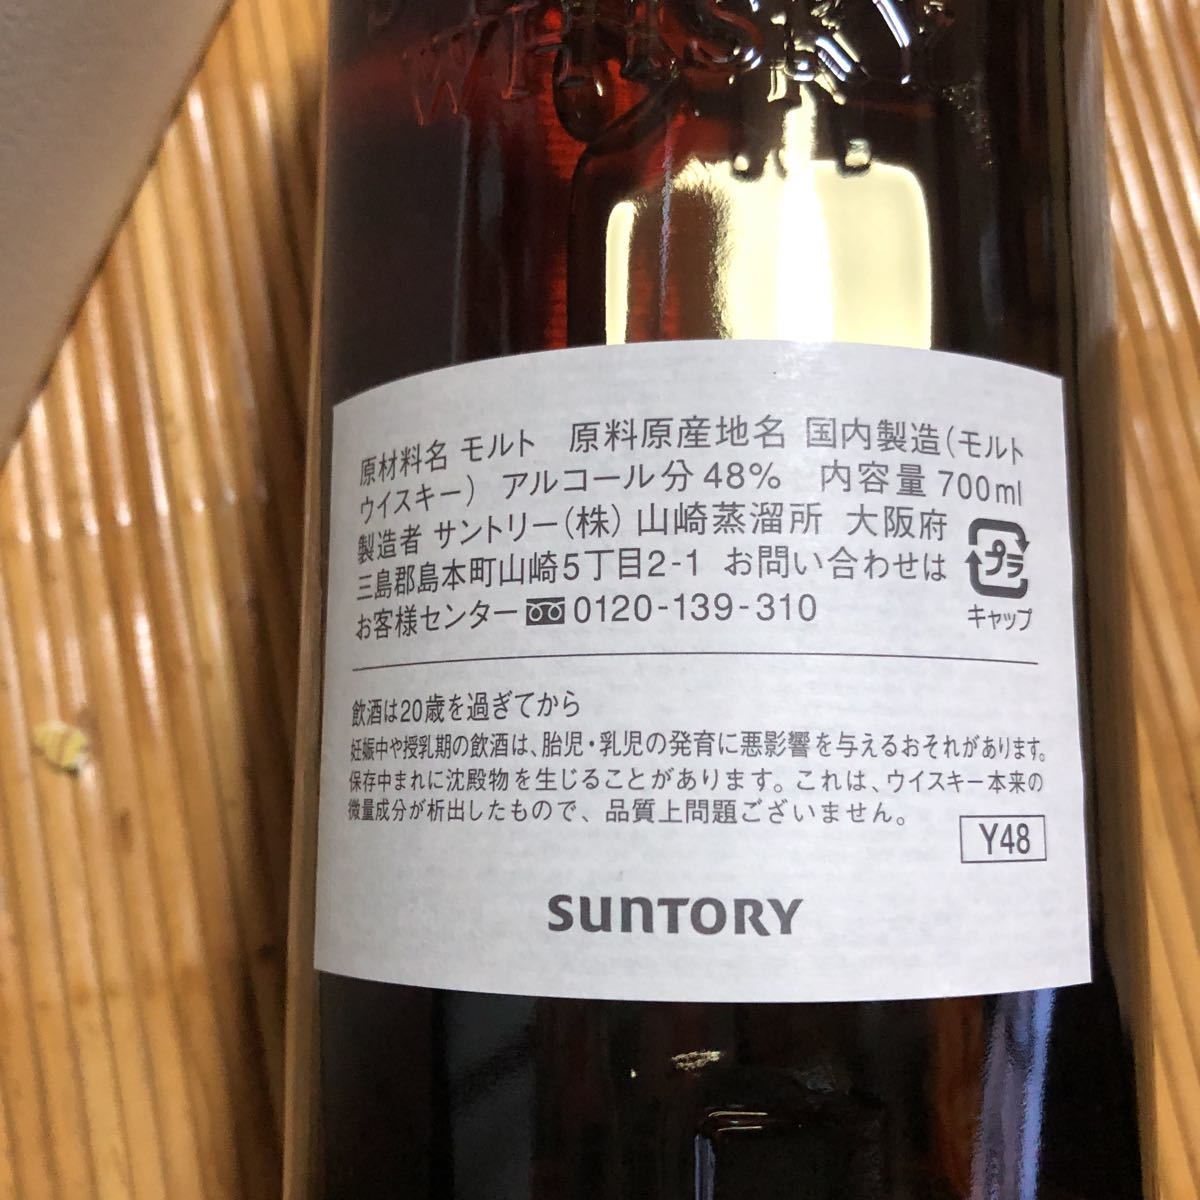 WHISKY
原材料名 モルト　原料原産地名 国内製造(モルト
ウイスキー)　アルコール分 48%　内容量 700ml
製造者 サントリー(株) 山崎蒸溜所　大阪府
三島郡島本町山崎5丁目2-1 お問い合わせは
お客様センター 0120-139-310
プラ
キャップ
飲酒は20歳を過ぎてから
妊娠中や授乳期の飲酒は、胎児・乳児の発育に悪影響を与えるおそれがあります。
保存中まれに沈殿物を生じることがあります。これは、ウイスキー本来の
微量成分が析出したもので、品質上問題ございません。
Y48
SUNTORY